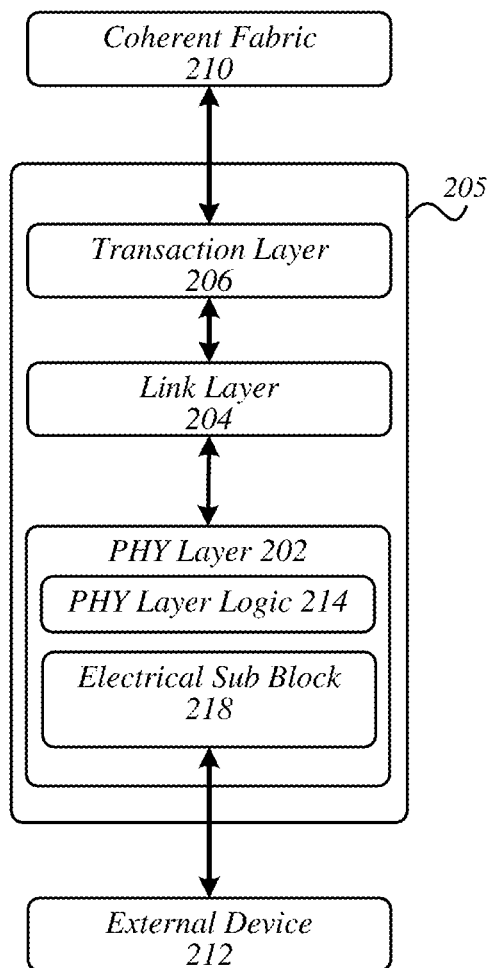 Coherent Fabric
210
205
Transaction Layer
206
Link Layer
204
PHY Layer 202
PHY Layer Logic 214
Electrical Sub Block
218
External Device
212